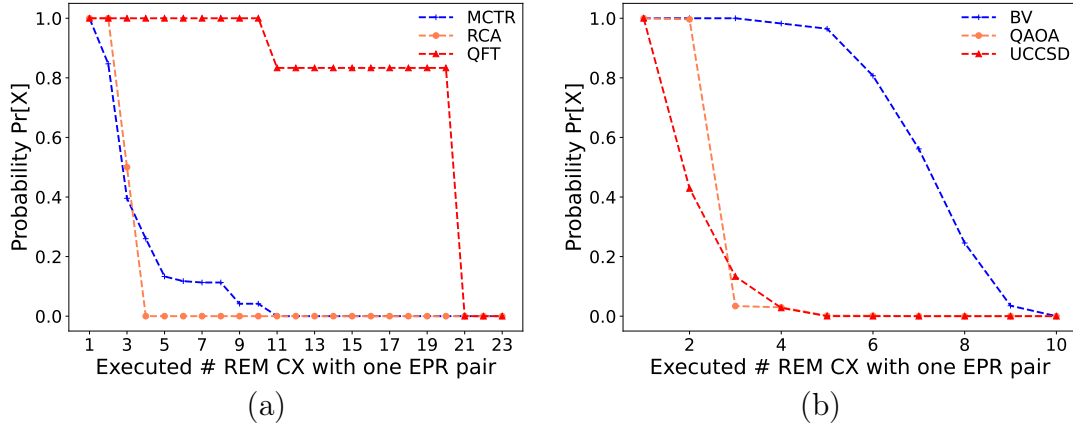 MCTR
RCA
QFT
Probability Pr[X]
1.0
0.8
0.6
0.4
0.2
0.0
1 3 5 7 9 11 13 15 17 19 21 23
Executed # REM CX with one EPR pair
(a)
BV
QAOA
UCCSD
Probability Pr[X]
1.0
0.8
0.6
0.4
0.2
0.0
2 4 6 8 10
Executed # REM CX with one EPR pair
(b)